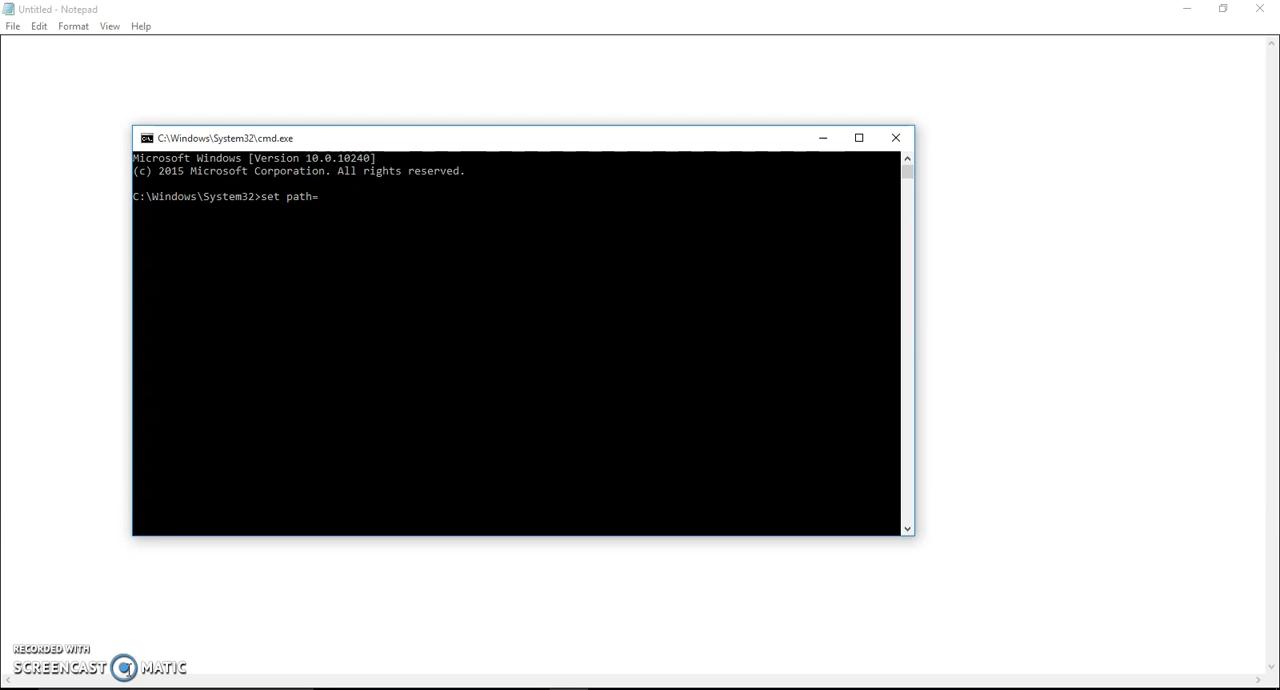 Untitled - Notepad
File Edit Format View Help
C:\Windows\System32\cmd.exe
Microsoft Windows [Version 10.0.10240]
(c) 2015 Microsoft Corporation. All rights reserved.
C:\Windows\System32>set path=
RECORDED WITH
SCREENCAST MATIC